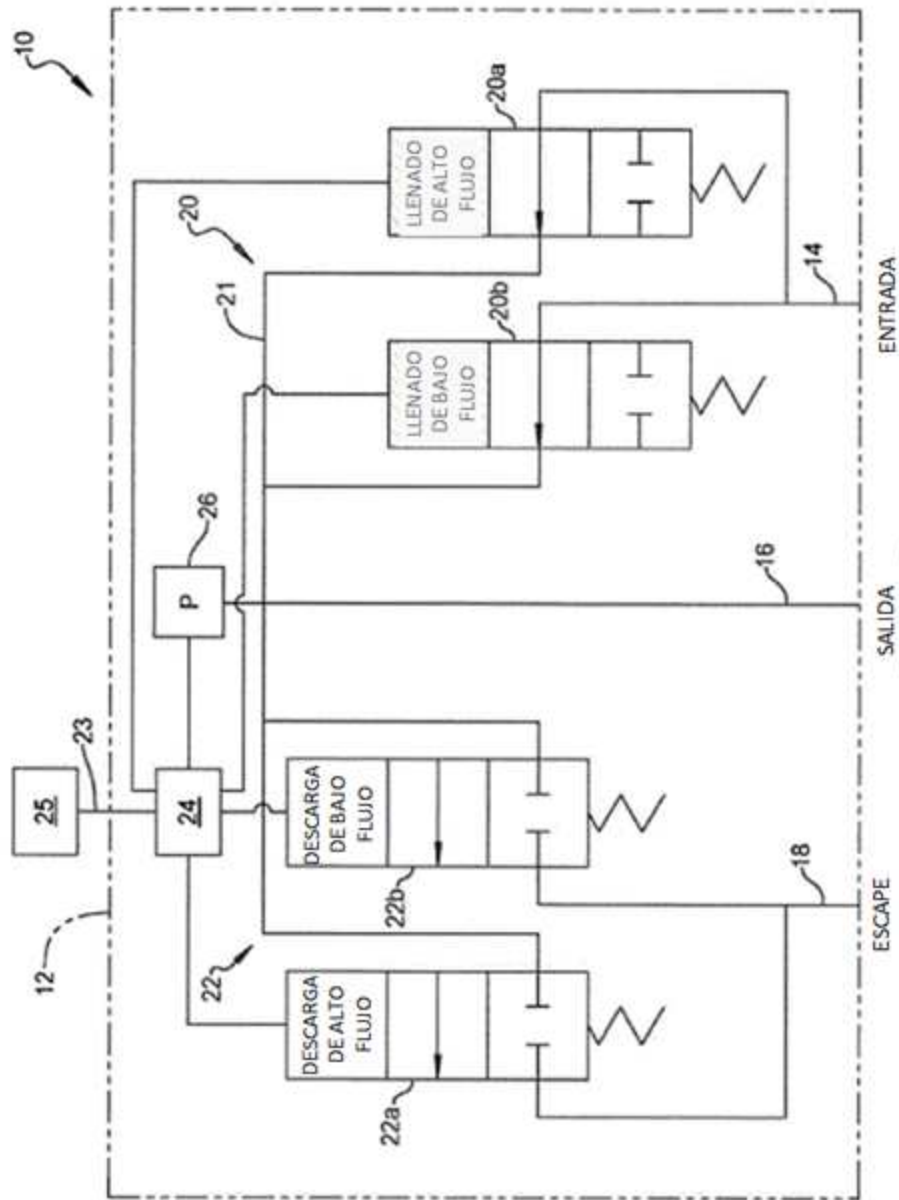 10
12
25
23
24
P
26
21
20
LLENADO
DE ALTO
FLUJO
20a
LLENADO
DE BAJO
FLUJO
20b
DESCARGA
DE BAJO
FLUJO
22b
22
DESCARGA
DE ALTO
FLUJO
22a
18
16
14
ESCAPE
SALIDA
ENTRADA